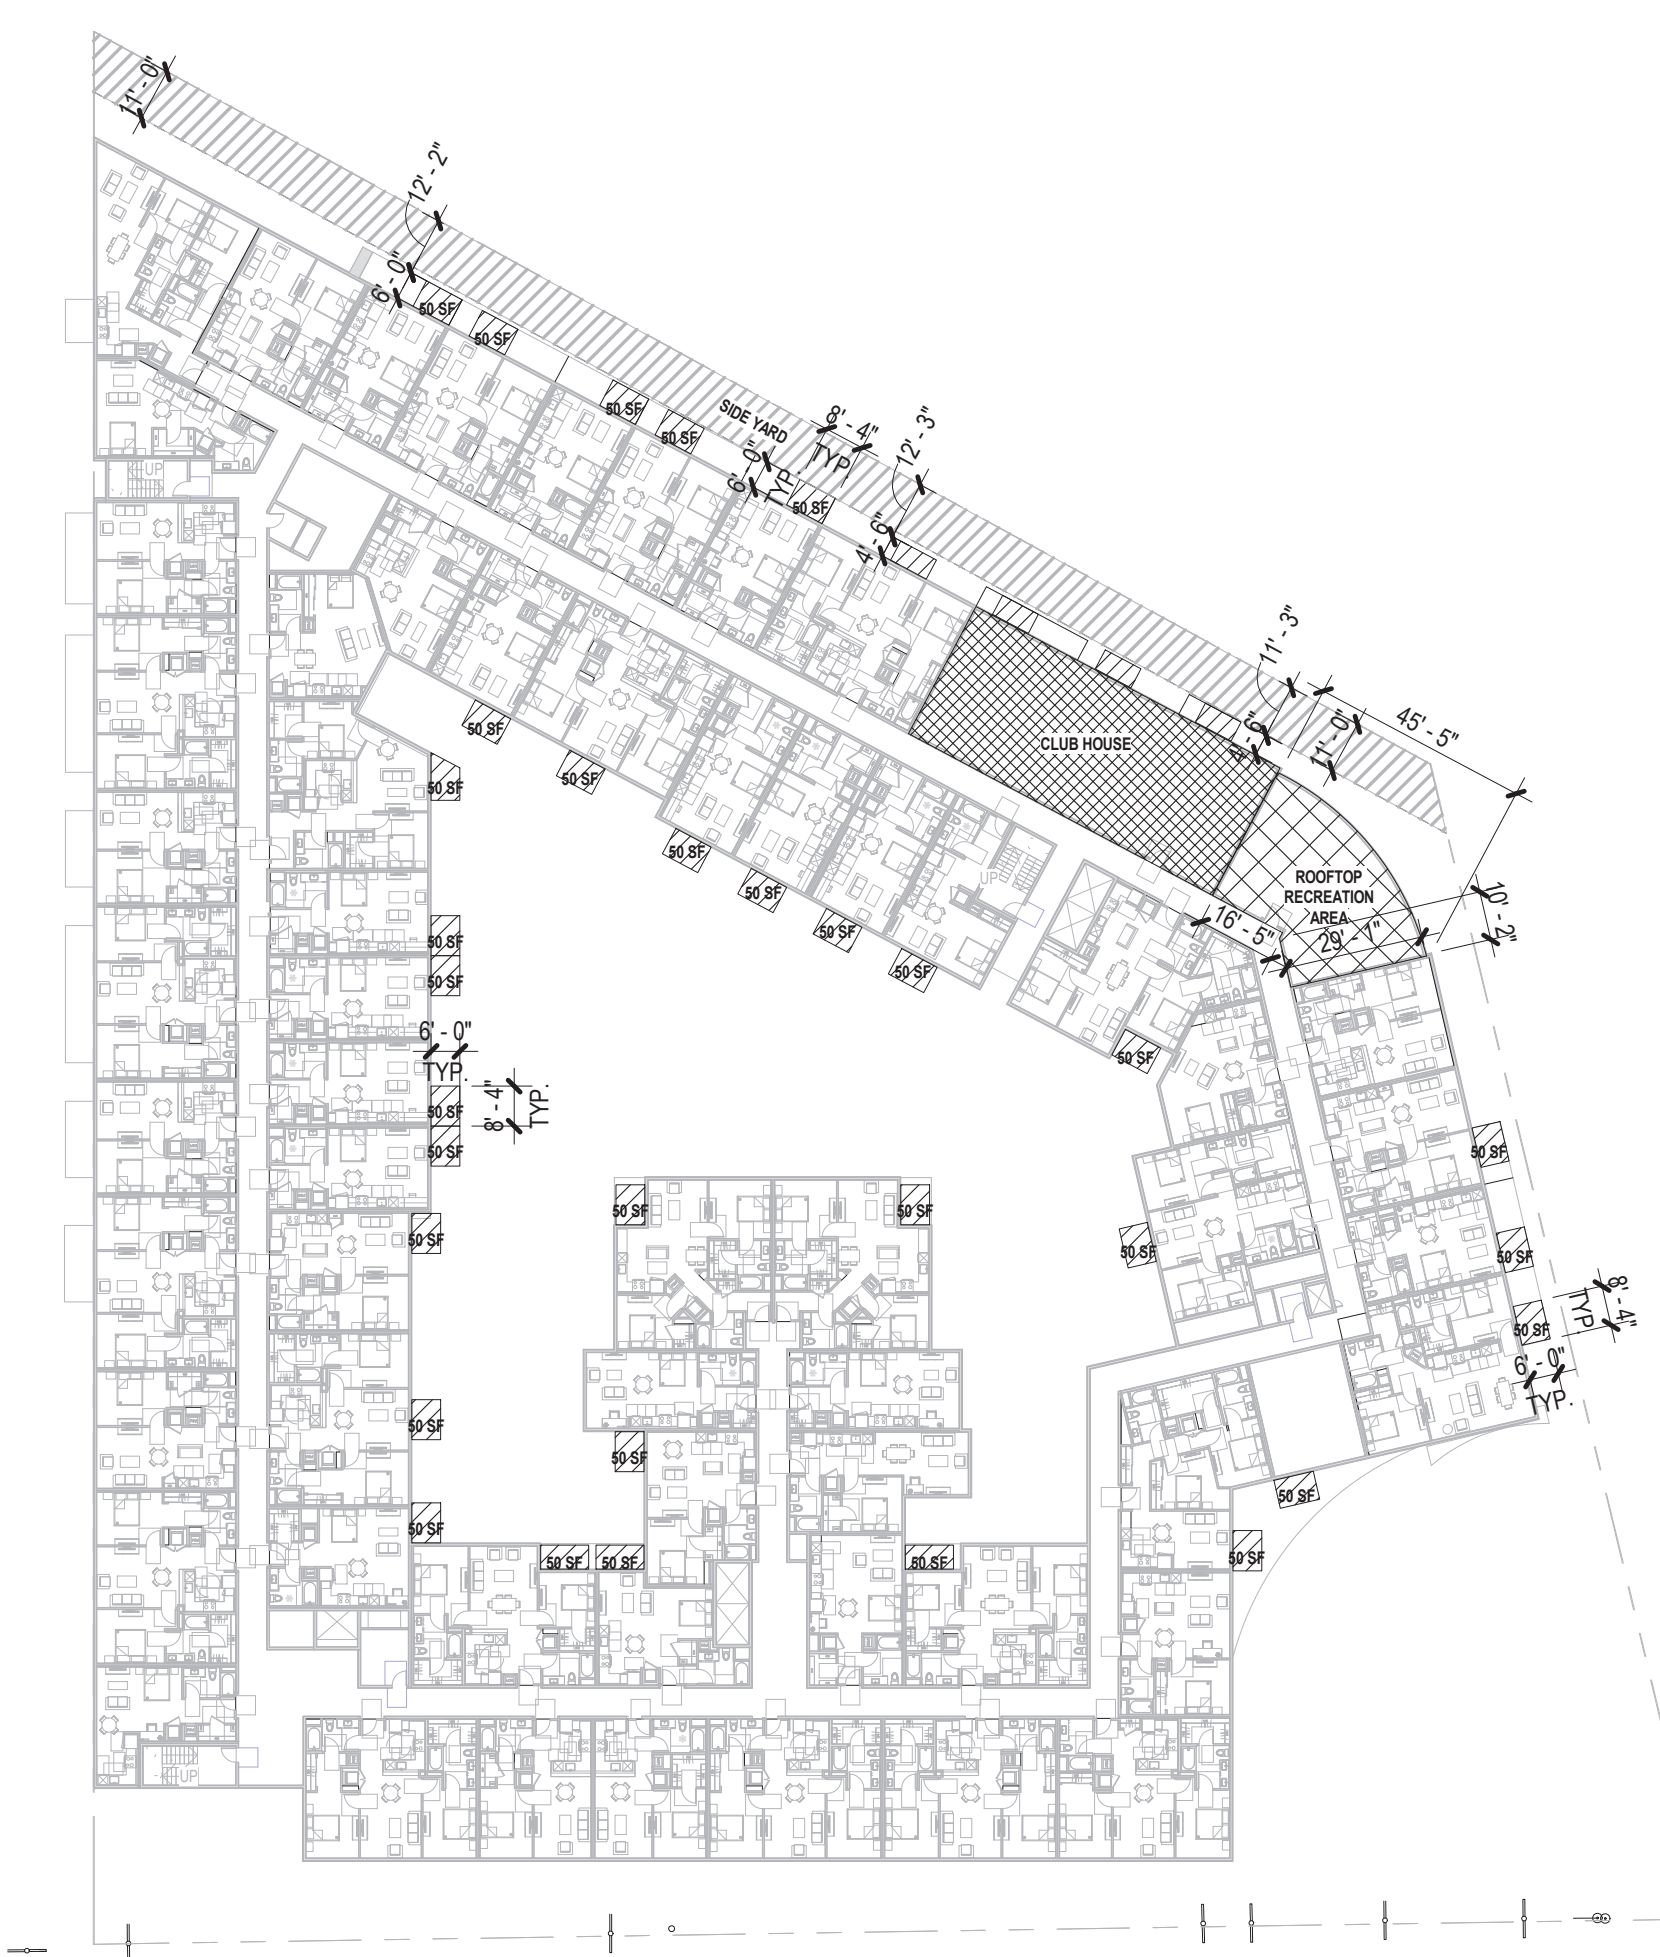 11' - 0"
12' - 2"
6' - 0"
50 SF
50 SF
50 SF
50 SF
SIDE YARD
8' - 4"
TYP.
6' - 0"
TYP.
50 SF
12' - 3"
4' - 6"
11' - 3"
4' - 6"
11' - 0"
45' - 5"
UP
CLUB HOUSE
ROOFTOP
RECREATION
AREA
16' - 5"
29' - 1"
10' - 2"
50 SF
50 SF
50 SF
50 SF
50 SF
UP
50 SF
50 SF
50 SF
50 SF
50 SF
6' - 0"
TYP.
8' - 4"
TYP.
50 SF
50 SF
50 SF
50 SF
50 SF
50 SF
50 SF
50 SF
50 SF
50 SF
8' - 4"
TYP.
6' - 0"
TYP.
50 SF
50 SF
50 SF
50 SF
50 SF
50 SF
50 SF
50 SF
UP